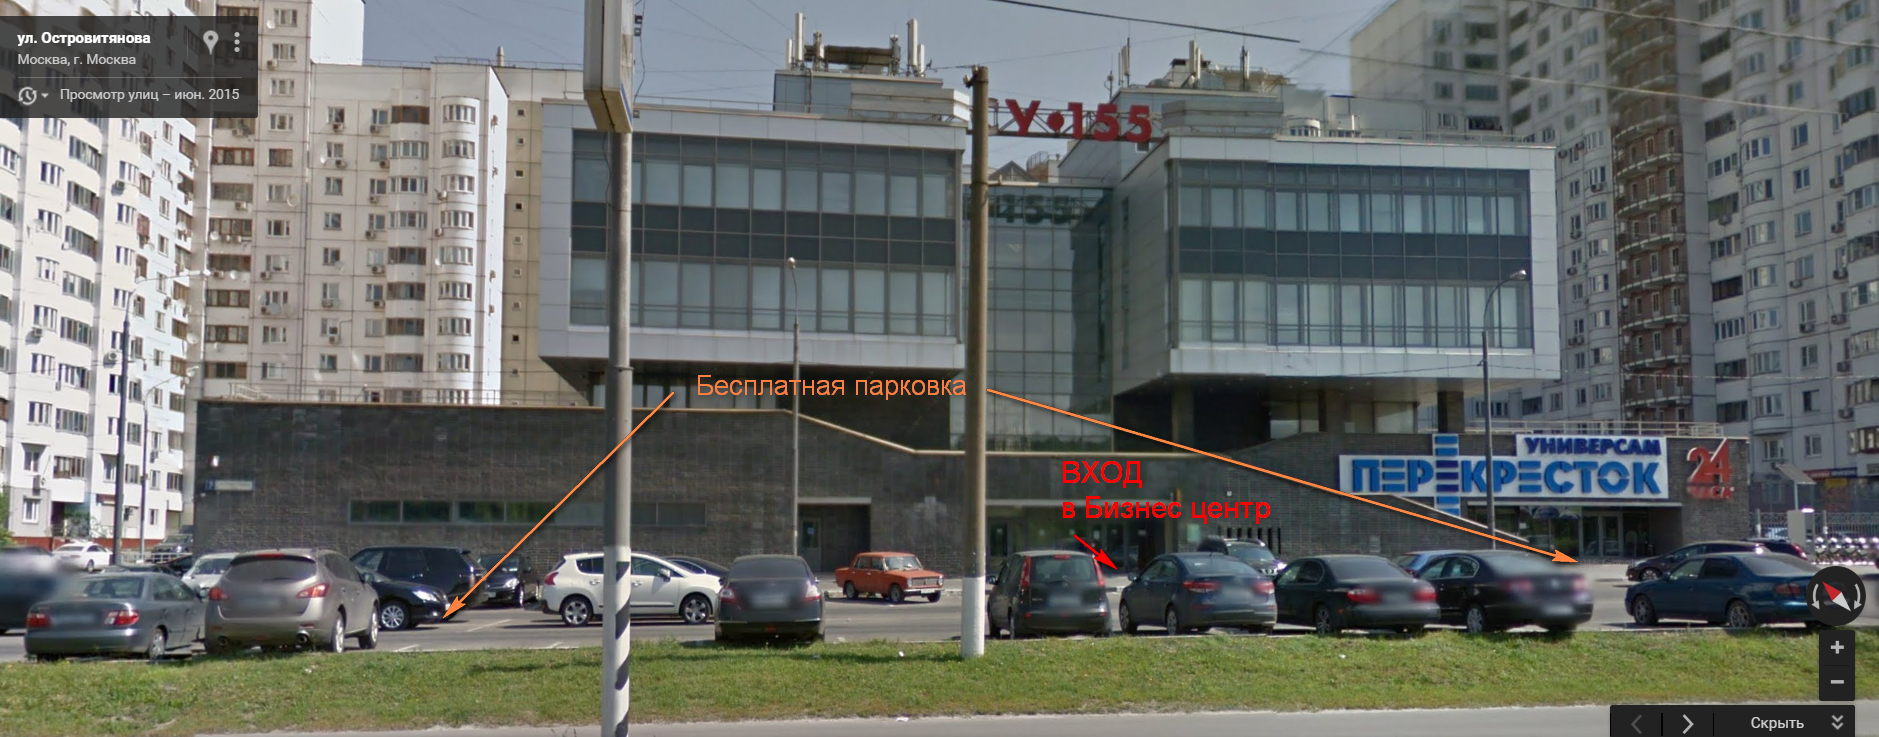 ул. Островитянова
Москва, г. Москва
Просмотр улиц – июн. 2015
У·155
Бесплатная парковка
ВХОД
в Бизнес центр
УНИВЕРСАМ
ПЕРЕКРЕСТОК
24
Скрыть